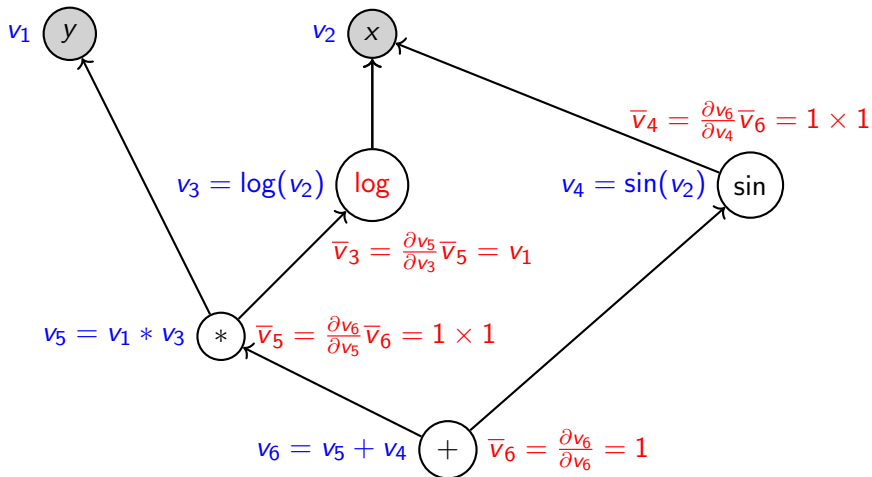 v₁ y v₂ x
v̅₄ = ∂v₆/∂v₄ v̅₆ = 1 × 1
v₃ = log(v₂) log v₄ = sin(v₂) sin
v̅₃ = ∂v₅/∂v₃ v̅₅ = v₁
v₅ = v₁ ∗ v₃ ∗ v̅₅ = ∂v₆/∂v₅ v̅₆ = 1 × 1
v₆ = v₅ + v₄ + v̅₆ = ∂v₆/∂v₆ = 1